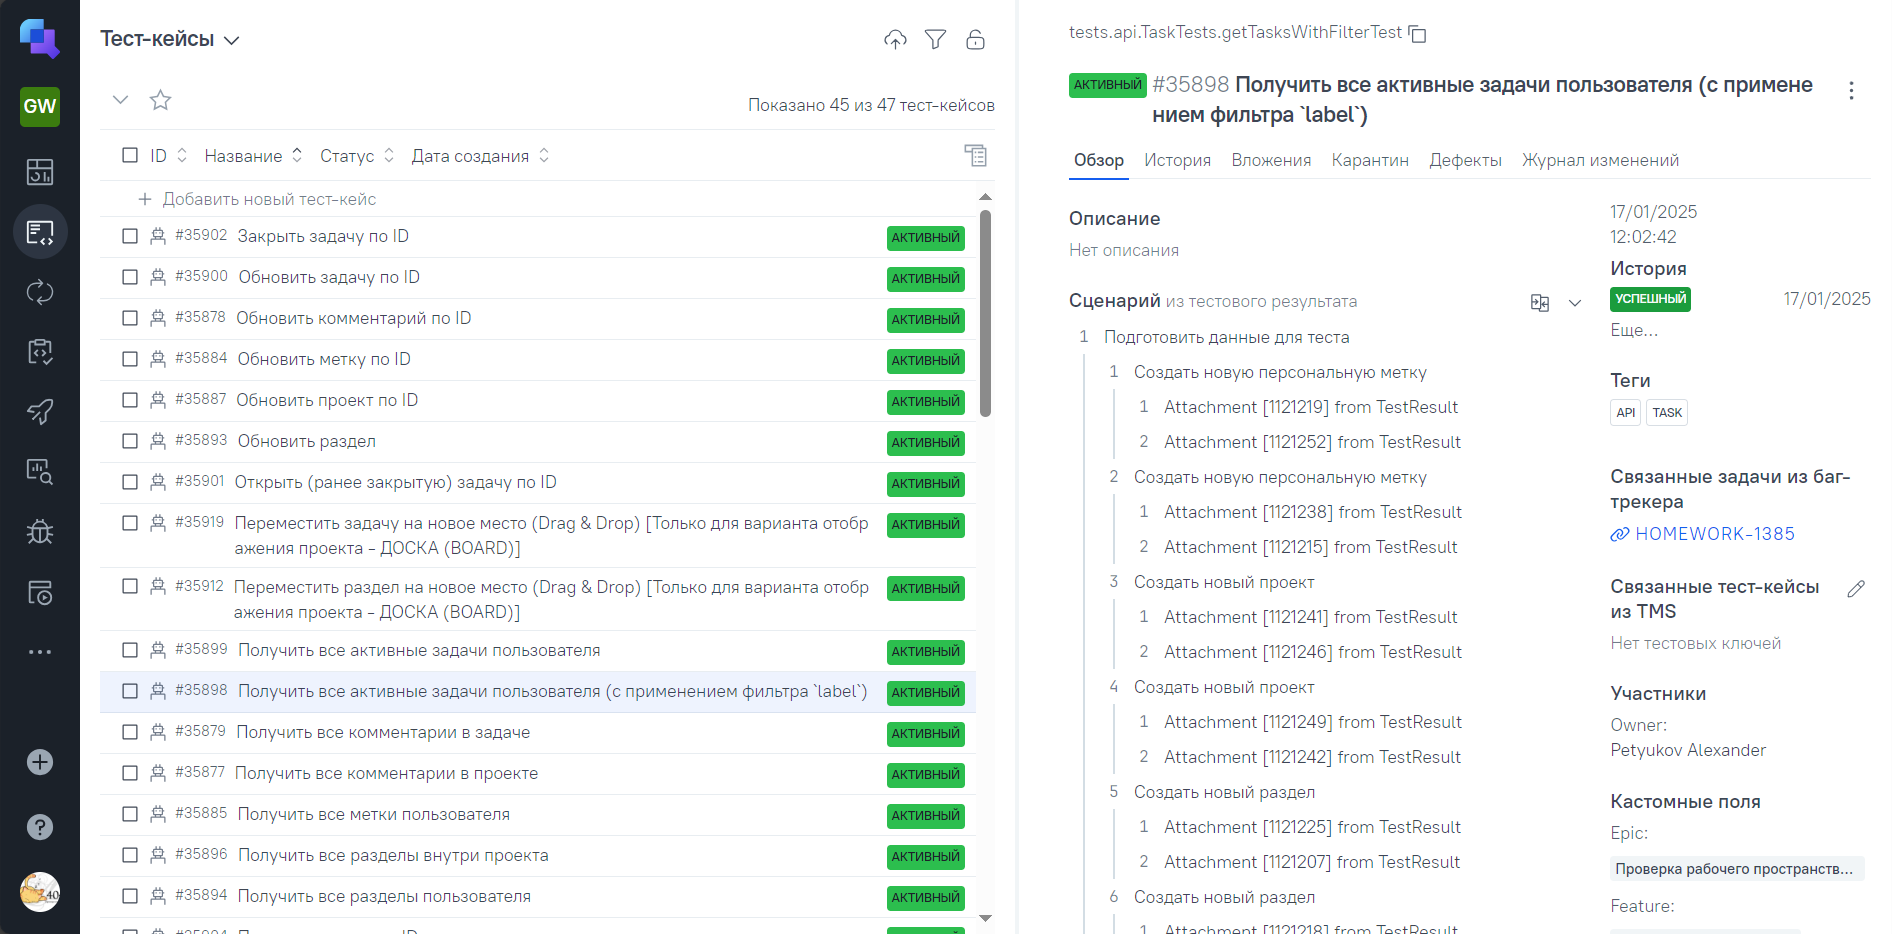 GW
Тест-кейсы
Показано 45 из 47 тест-кейсов
ID Название Статус Дата создания
Добавить новый тест-кейс
#35902 Закрыть задачу по ID АКТИВНЫЙ
#35900 Обновить задачу по ID АКТИВНЫЙ
#35878 Обновить комментарий по ID АКТИВНЫЙ
#35884 Обновить метку по ID АКТИВНЫЙ
#35887 Обновить проект по ID АКТИВНЫЙ
#35893 Обновить раздел АКТИВНЫЙ
#35901 Открыть (ранее закрытую) задачу по ID АКТИВНЫЙ
#35919 Переместить задачу на новое место (Drag & Drop) [Только для варианта отобр АКТИВНЫЙ
ажения проекта - ДОСКА (BOARD)]
#35912 Переместить раздел на новое место (Drag & Drop) [Только для варианта отобр АКТИВНЫЙ
ажения проекта - ДОСКА (BOARD)]
#35899 Получить все активные задачи пользователя АКТИВНЫЙ
#35898 Получить все активные задачи пользователя (с применением фильтра `label`) АКТИВНЫЙ
#35879 Получить все комментарии в задаче АКТИВНЫЙ
#35877 Получить все комментарии в проекте АКТИВНЫЙ
#35885 Получить все метки пользователя АКТИВНЫЙ
#35896 Получить все разделы внутри проекта АКТИВНЫЙ
#35894 Получить все разделы пользователя АКТИВНЫЙ
tests.api.TaskTests.getTasksWithFilterTest
АКТИВНЫЙ #35898 Получить все активные задачи пользователя (с примене
нием фильтра `label`)
Обзор История Вложения Карантин Дефекты Журнал изменений
Описание
Нет описания
Сценарий из тестового результата
1 Подготовить данные для теста
1 Создать новую персональную метку
1 Attachment [1121219] from TestResult
2 Attachment [1121252] from TestResult
2 Создать новую персональную метку
1 Attachment [1121238] from TestResult
2 Attachment [1121215] from TestResult
3 Создать новый проект
1 Attachment [1121241] from TestResult
2 Attachment [1121246] from TestResult
4 Создать новый проект
1 Attachment [1121249] from TestResult
2 Attachment [1121242] from TestResult
5 Создать новый раздел
1 Attachment [1121225] from TestResult
2 Attachment [1121207] from TestResult
6 Создать новый раздел
1 Attachment [1121218] from TestResult
17/01/2025
12:02:42
История
УСПЕШНЫЙ 17/01/2025
Еще...
Теги
API TASK
Связанные задачи из баг-
трекера
HOMEWORK-1385
Связанные тест-кейсы
из TMS
Нет тестовых ключей
Участники
Owner:
Petyukov Alexander
Кастомные поля
Epic:
Проверка рабочего пространств...
Feature: